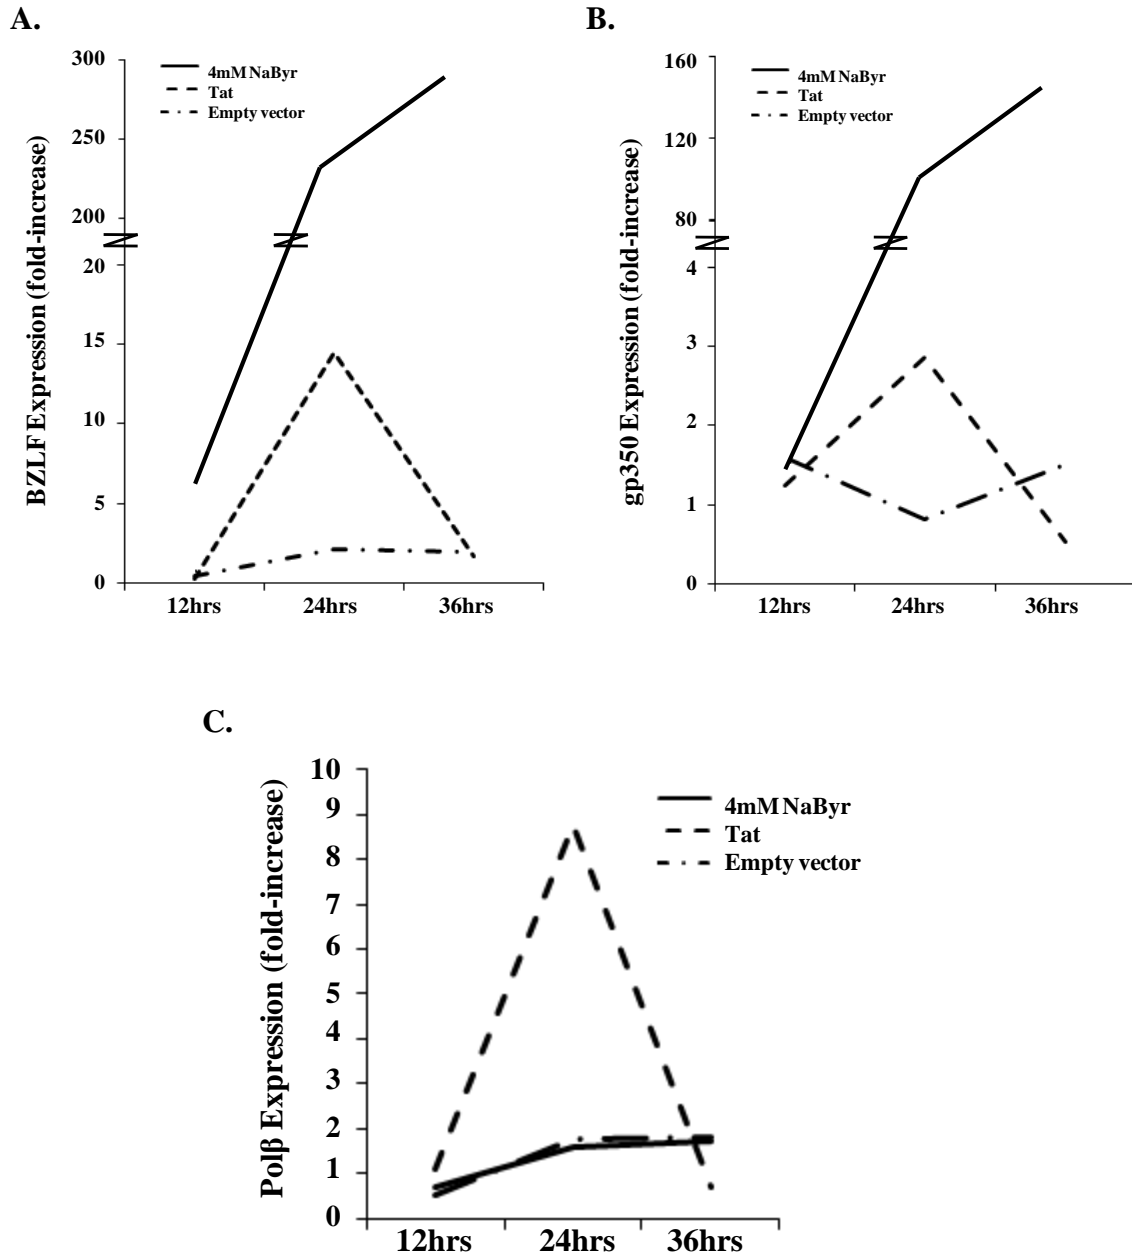 A.
BZLF Expression (fold-increase)
300
250
200
20
15
10
5
0
4mM NaByr
Tat
Empty vector
12hrs 24hrs 36hrs
B.
gp350 Expression (fold-increase)
160
120
80
4
3
2
1
0
4mM NaByr
Tat
Empty vector
12hrs 24hrs 36hrs
C.
Polβ Expression (fold-increase)
10
9
8
7
6
5
4
3
2
1
0
4mM NaByr
Tat
Empty vector
12hrs 24hrs 36hrs